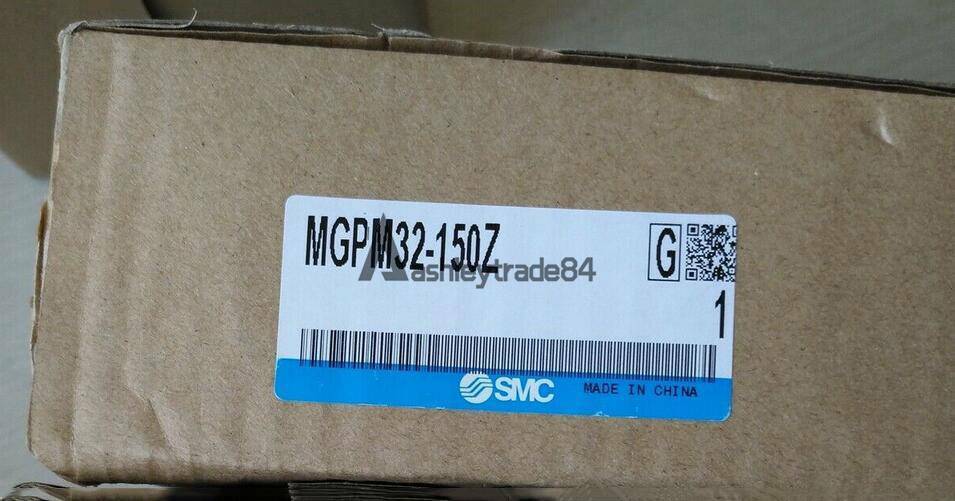 MGPM32-150Z
G
ashleytrade84
1
SMC
MADE IN CHINA